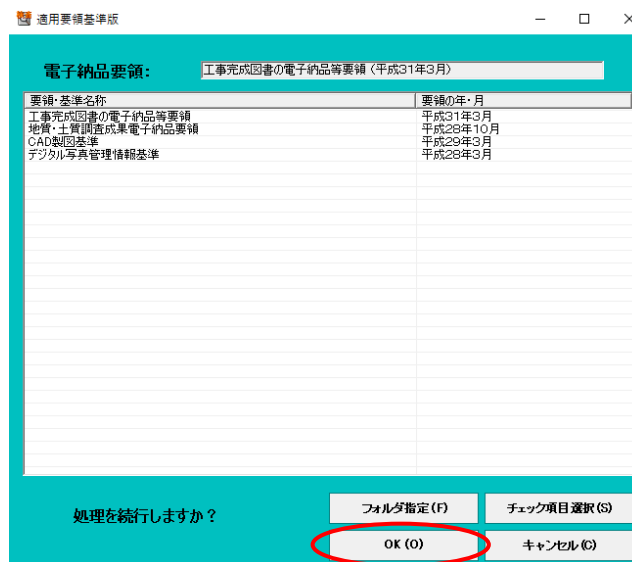 適用要領基準版
電子納品要領： 工事完成図書の電子納品等要領（平成31年3月）
要領・基準名称 要領の年・月
工事完成図書の電子納品等要領 平成31年3月
地質・土質調査成果電子納品要領 平成28年10月
CAD製図基準 平成29年3月
デジタル写真管理情報基準 平成28年3月
処理を続行しますか？
フォルダ指定(F) チェック項目選択(S)
OK(O) キャンセル(C)